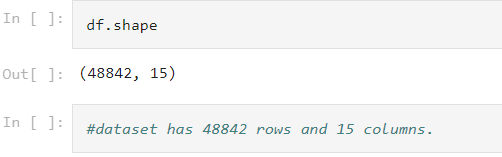 In [ ]: df.shape
Out[ ]: (48842, 15)
In [ ]: #dataset has 48842 rows and 15 columns.